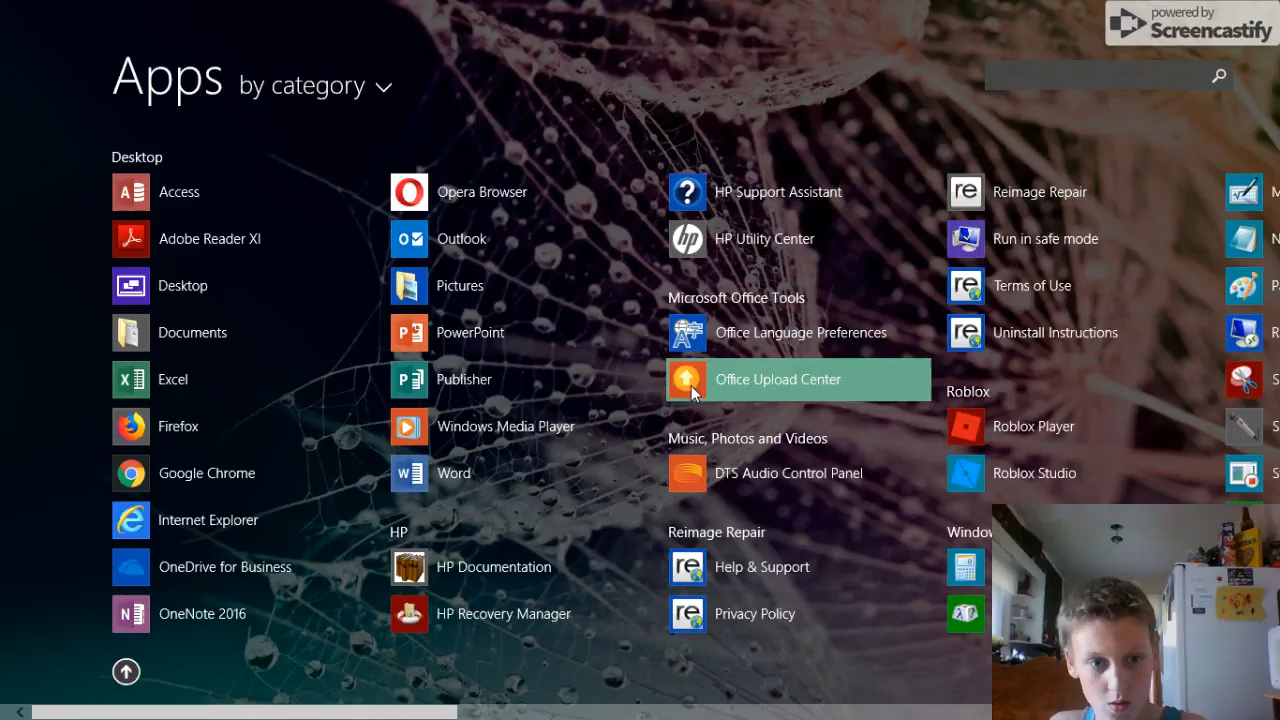 powered by
Screencastify
Apps by category
Desktop
Access
Adobe Reader XI
Desktop
Documents
Excel
Firefox
Google Chrome
Internet Explorer
OneDrive for Business
OneNote 2016
Opera Browser
Outlook
Pictures
PowerPoint
Publisher
Windows Media Player
Word
HP
HP Documentation
HP Recovery Manager
HP Support Assistant
HP Utility Center
Microsoft Office Tools
Office Language Preferences
Office Upload Center
Music, Photos and Videos
DTS Audio Control Panel
Reimage Repair
Help & Support
Privacy Policy
Reimage Repair
Run in safe mode
Terms of Use
Uninstall Instructions
Roblox
Roblox Player
Roblox Studio